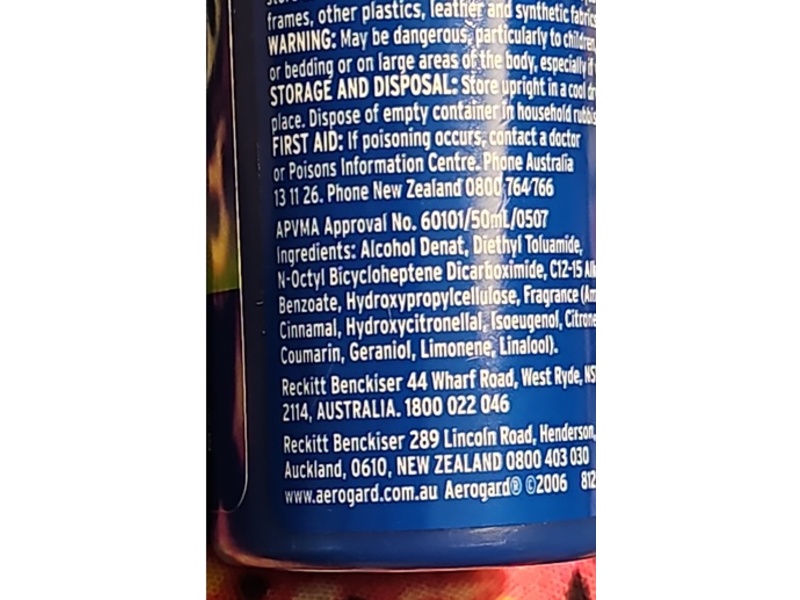 frames, other plastics, leather and synthetic fabrics
WARNING: May be dangerous, particularly to children,
or bedding or on large areas of the body, especially if
STORAGE AND DISPOSAL: Store upright in a cool dry
place. Dispose of empty container in household
FIRST AID: If poisoning occurs, contact a doctor
or Poisons Information Centre. Phone Australia
13 11 26. Phone New Zealand 0800 764 766
APVMA Approval No. 60101/50mL/0507
Ingredients: Alcohol Denat, Diethyl Toluamide,
N-Octyl Bicycloheptene Dicarboximide, C12-15
Benzoate, Hydroxypropylcellulose, Fragrance
Cinnamal, Hydroxycitronellal, Isoeugenol,
Coumarin, Geraniol, Limonene, Linalool).
Reckitt Benckiser 44 Wharf Road, West Ryde,
2114, AUSTRALIA. 1800 022 046
Reckitt Benckiser 289 Lincoln Road, Henderson,
Auckland, 0610, NEW ZEALAND 0800 403 030
www.aerogard.com.au Aerogard® ©2006